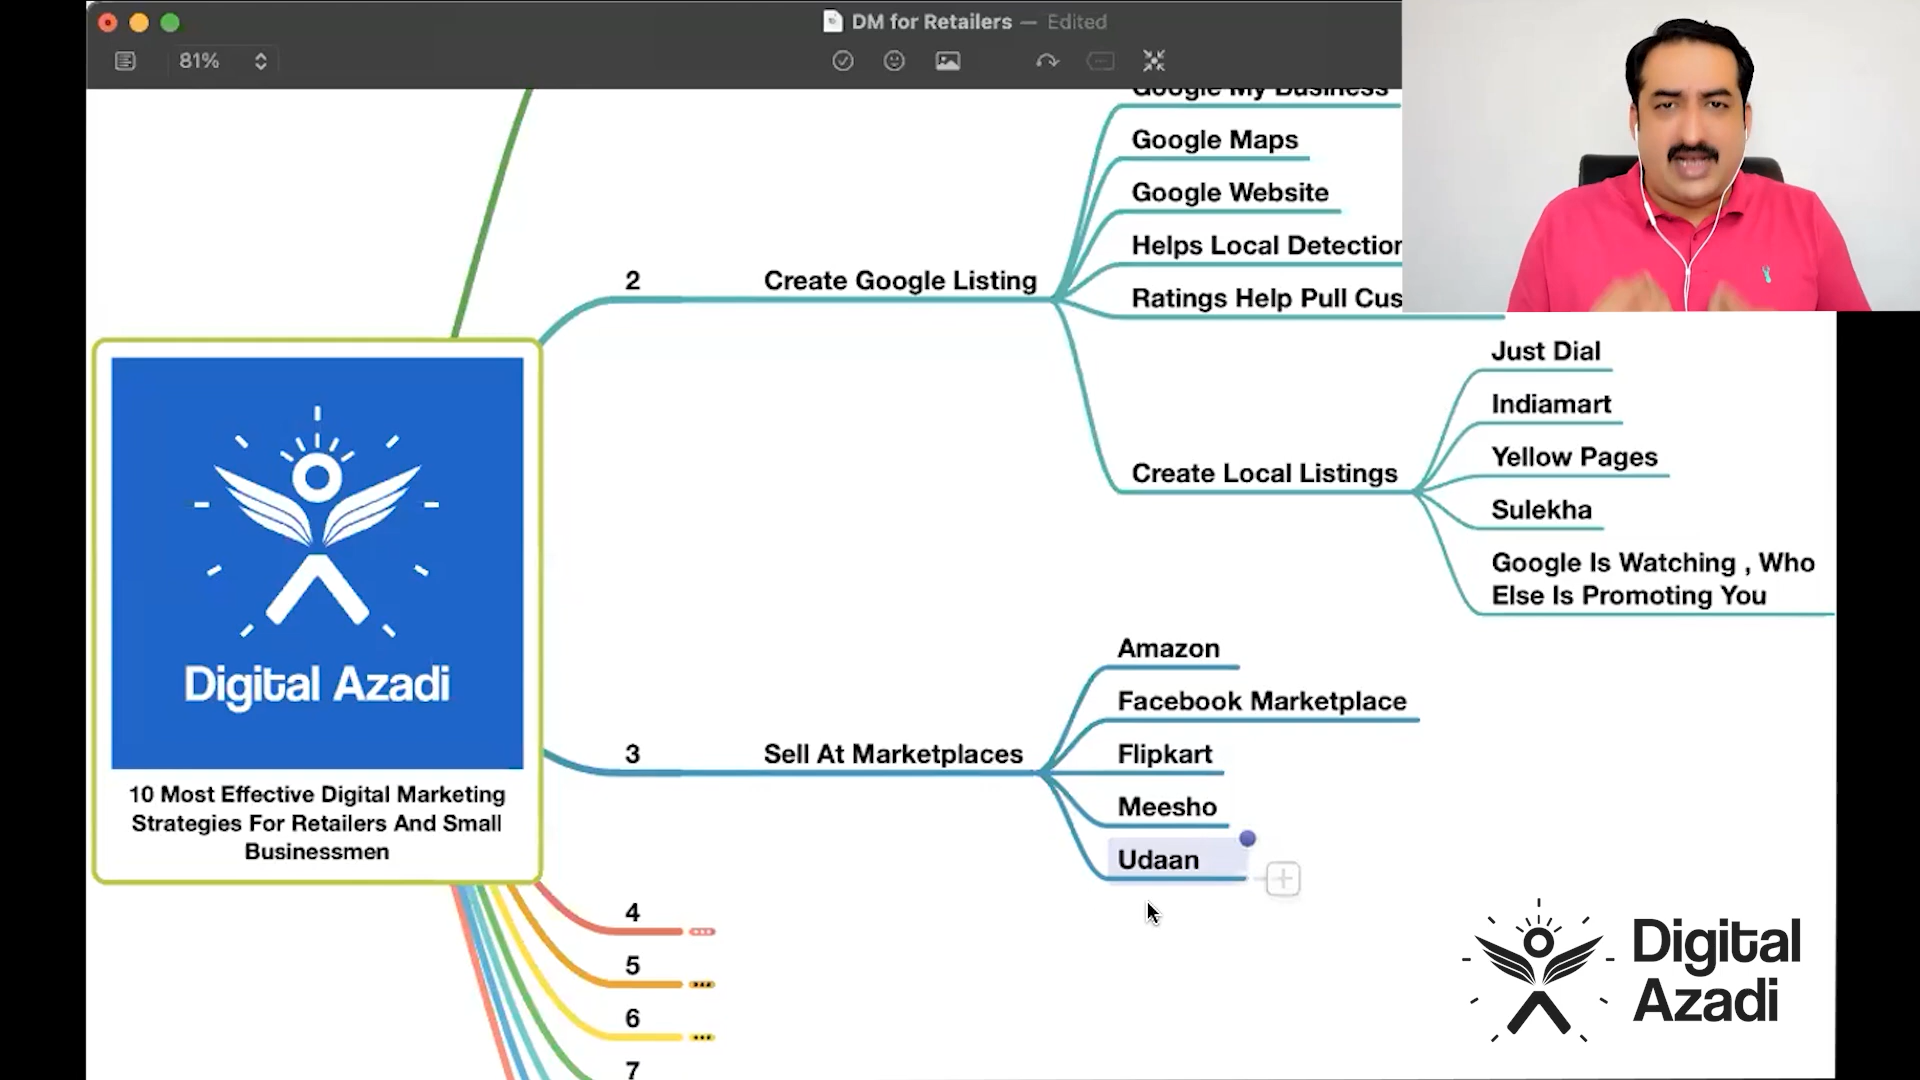 DM for Retailers — Edited
81%
Google My Business
Google Maps
Google Website
Helps Local Detection
Ratings Help Pull Cus
2
Create Google Listing
Just Dial
Indiamart
Yellow Pages
Create Local Listings
Sulekha
Google Is Watching , Who
Else Is Promoting You
Digital Azadi
10 Most Effective Digital Marketing
Strategies For Retailers And Small
Businessmen
Amazon
Facebook Marketplace
3
Sell At Marketplaces
Flipkart
Meesho
Udaan
4
5
6
7
Digital
Azadi